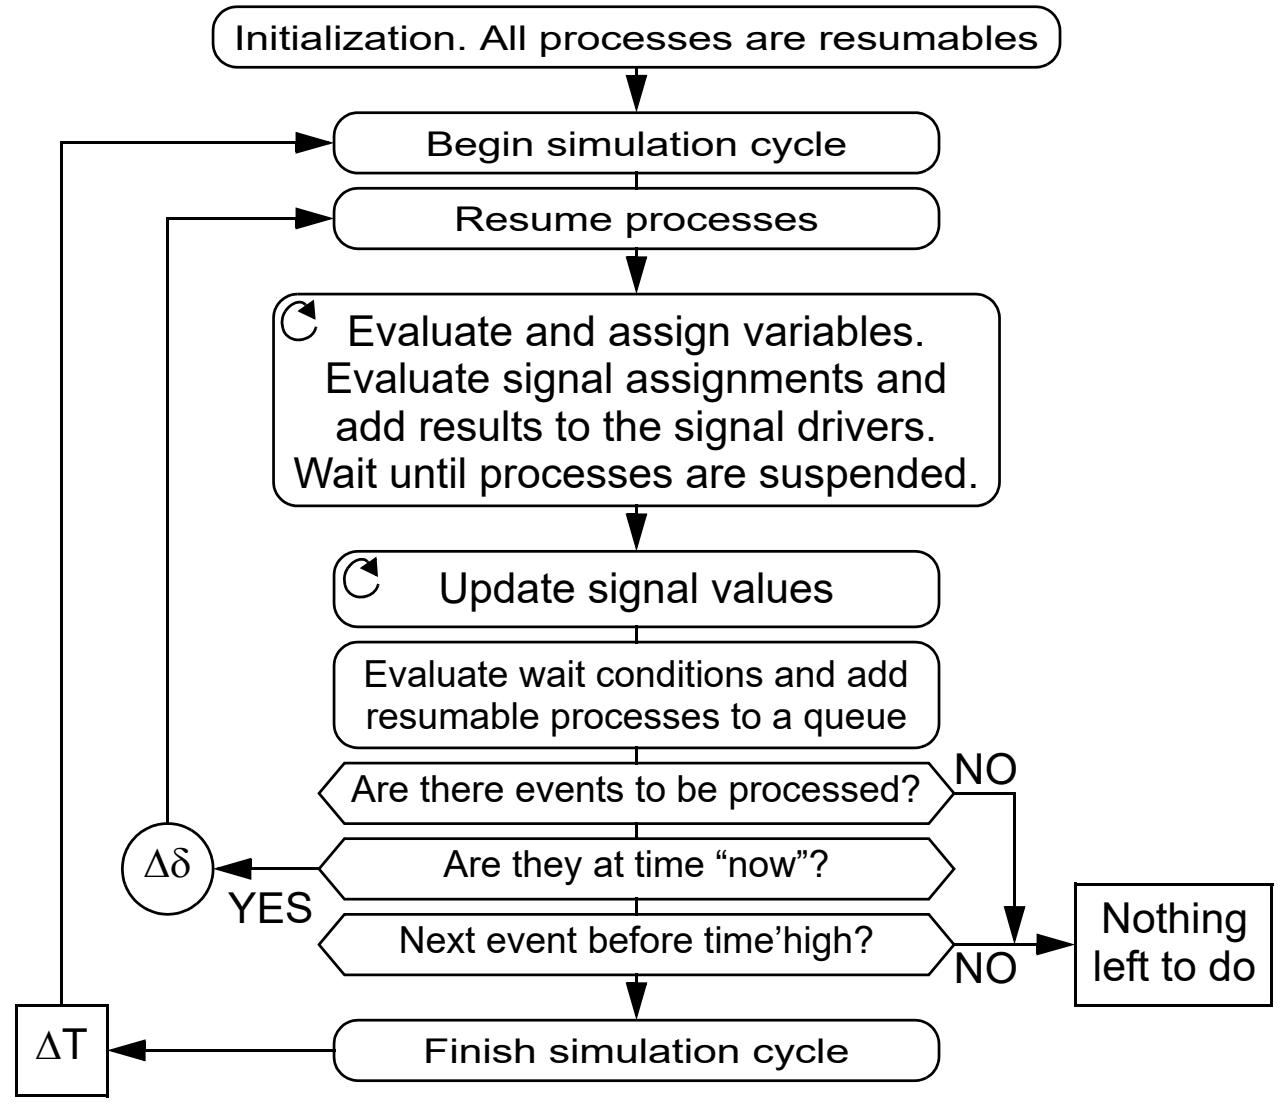 Initialization. All processes are resumables
Begin simulation cycle
Resume processes
Evaluate and assign variables.
Evaluate signal assignments and
add results to the signal drivers.
Wait until processes are suspended.
Update signal values
Evaluate wait conditions and add
resumable processes to a queue
Are there events to be processed?
NO
Are they at time “now”?
YES
Δδ
Next event before time’high?
NO
Nothing
left to do
Finish simulation cycle
ΔT